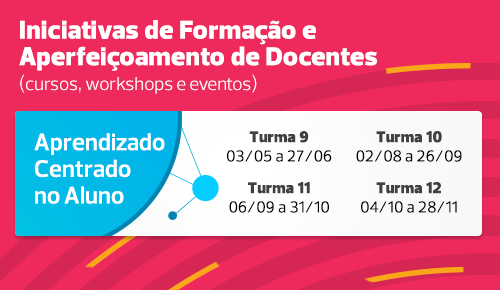 Iniciativas de Formação e
Aperfeiçoamento de Docentes
(cursos, workshops e eventos)
Aprendizado
Centrado
no Aluno
Turma 9
03/05 a 27/06
Turma 10
02/08 a 26/09
Turma 11
06/09 a 31/10
Turma 12
04/10 a 28/11